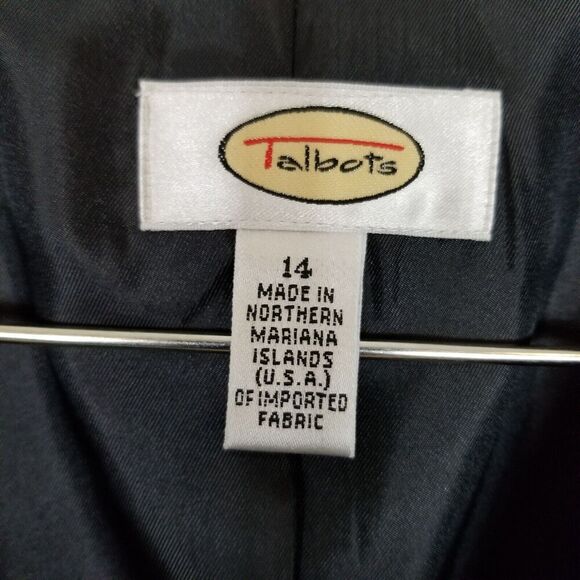 Talbots
14
MADE IN
NORTHERN
MARIANA
ISLANDS
(U.S.A.)
OF IMPORTED
FABRIC